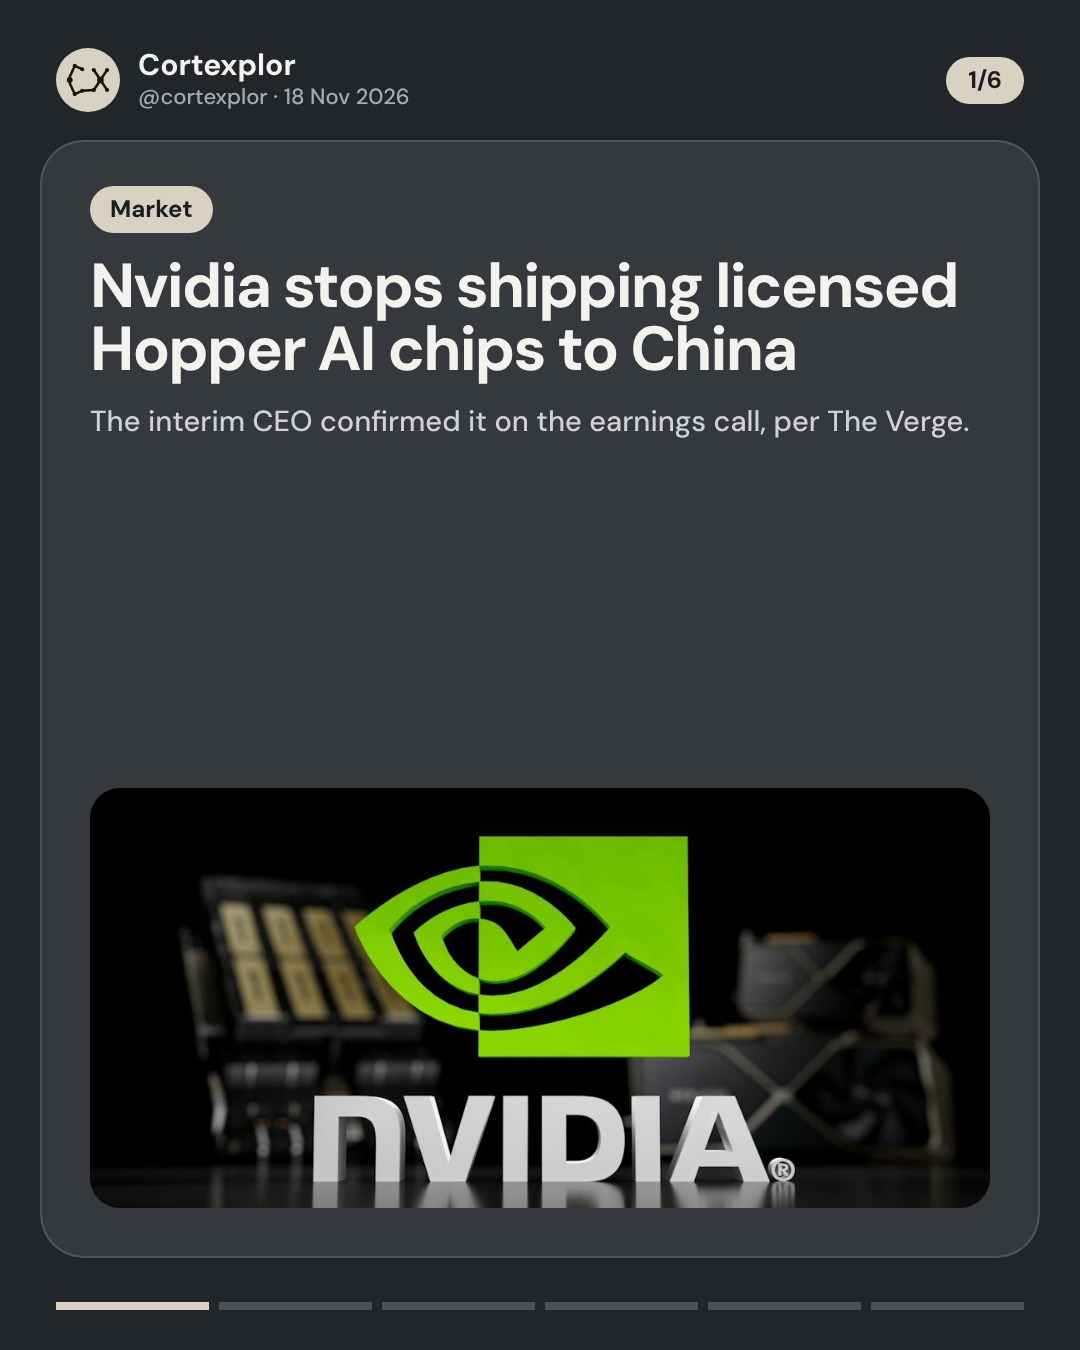 Cortexplor
@cortexplor · 18 Nov 2026
1/6
Market
Nvidia stops shipping licensed
Hopper AI chips to China
The interim CEO confirmed it on the earnings call, per The Verge.
NVIDIA®